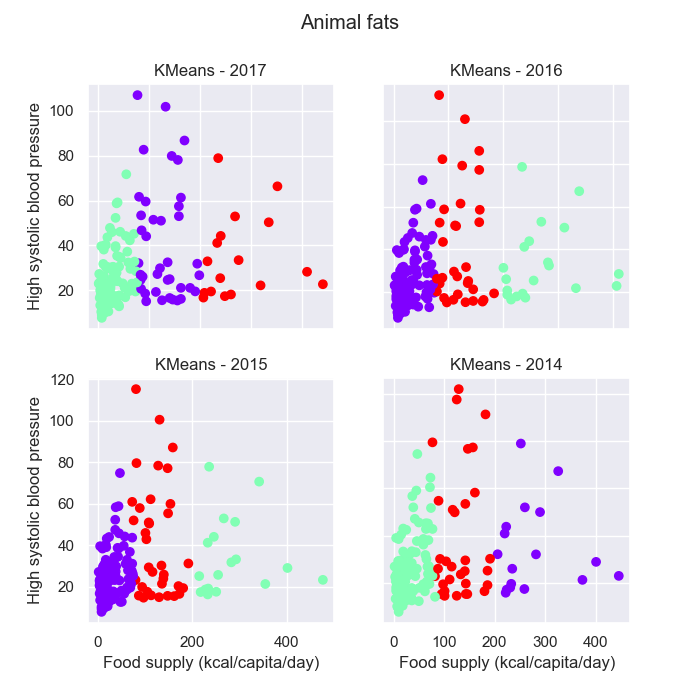 Animal fats
KMeans - 2017
KMeans - 2016
High systolic blood pressure
100
80
60
40
20
KMeans - 2015
KMeans - 2014
High systolic blood pressure
120
100
80
60
40
20
0 200 400
0 100 200 300 400
Food supply (kcal/capita/day)
Food supply (kcal/capita/day)